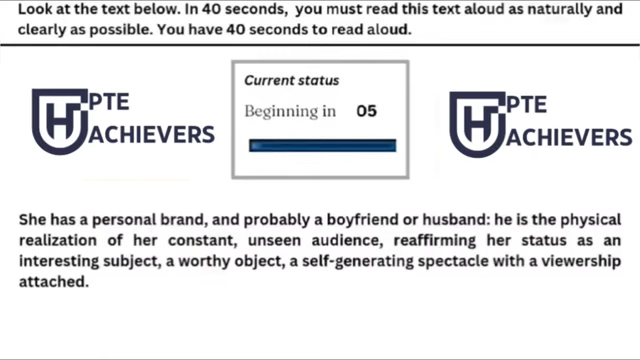 Look at the text below. In 40 seconds, you must read this text aloud as naturally and
clearly as possible. You have 40 seconds to read aloud.
Current status
Beginning in 05
PTE
ACHIEVERS
PTE
ACHIEVERS
She has a personal brand, and probably a boyfriend or husband: he is the physical
realization of her constant, unseen audience, reaffirming her status as an
interesting subject, a worthy object, a self-generating spectacle with a viewership
attached.